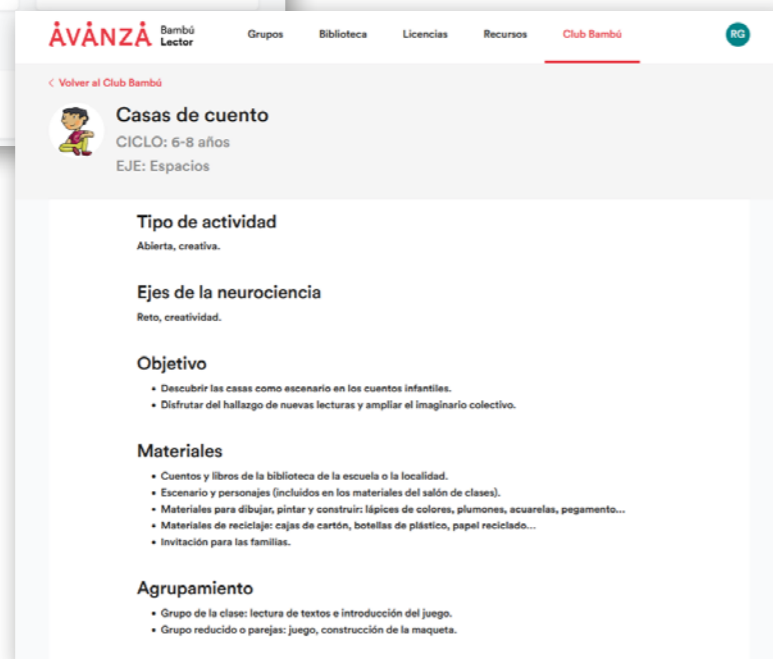 ÅVÅNZÅ Bambú Lector
Grupos Biblioteca Licencias Recursos Club Bambú RG
< Volver al Club Bambú
Casas de cuento
CICLO: 6-8 años
EJE: Espacios
Tipo de actividad
Abierta, creativa.
Ejes de la neurociencia
Reto, creatividad.
Objetivo
• Descubrir las casas como escenario en los cuentos infantiles.
• Disfrutar del hallazgo de nuevas lecturas y ampliar el imaginario colectivo.
Materiales
• Cuentos y libros de la biblioteca de la escuela o la localidad.
• Escenario y personajes (incluidos en los materiales del salón de clases).
• Materiales para dibujar, pintar y construir: lápices de colores, plumones, acuarelas, pegamento...
• Materiales de reciclaje: cajas de cartón, botellas de plástico, papel reciclado...
• Invitación para las familias.
Agrupamiento
• Grupo de la clase: lectura de textos e introducción del juego.
• Grupo reducido o parejas: juego, construcción de la maqueta.